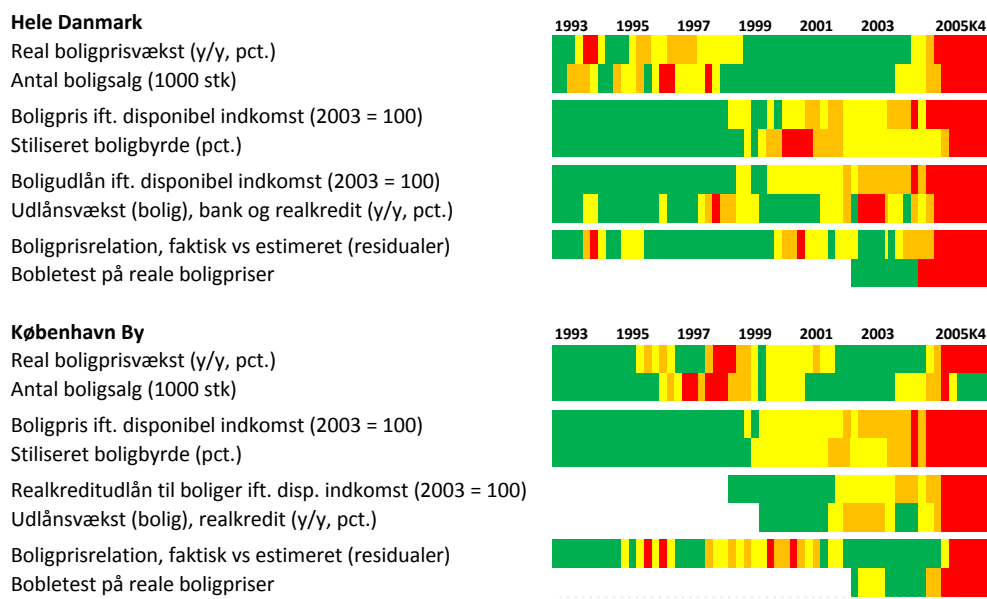 Hele Danmark
1993 1995 1997 1999 2001 2003 2005K4
Real boligprisvækst (y/y, pct.)
Antal boligsalg (1000 stk)
Boligpris ift. disponibel indkomst (2003 = 100)
Stiliseret boligbyrde (pct.)
Boligudlån ift. disponibel indkomst (2003 = 100)
Udlånsvækst (bolig), bank og realkredit (y/y, pct.)
Boligprisrelation, faktisk vs estimeret (residualer)
Bobletest på reale boligpriser
København By
1993 1995 1997 1999 2001 2003 2005K4
Real boligprisvækst (y/y, pct.)
Antal boligsalg (1000 stk)
Boligpris ift. disponibel indkomst (2003 = 100)
Stiliseret boligbyrde (pct.)
Realkreditudlån til boliger ift. disp. indkomst (2003 = 100)
Udlånsvækst (bolig), realkredit (y/y, pct.)
Boligprisrelation, faktisk vs estimeret (residualer)
Bobletest på reale boligpriser